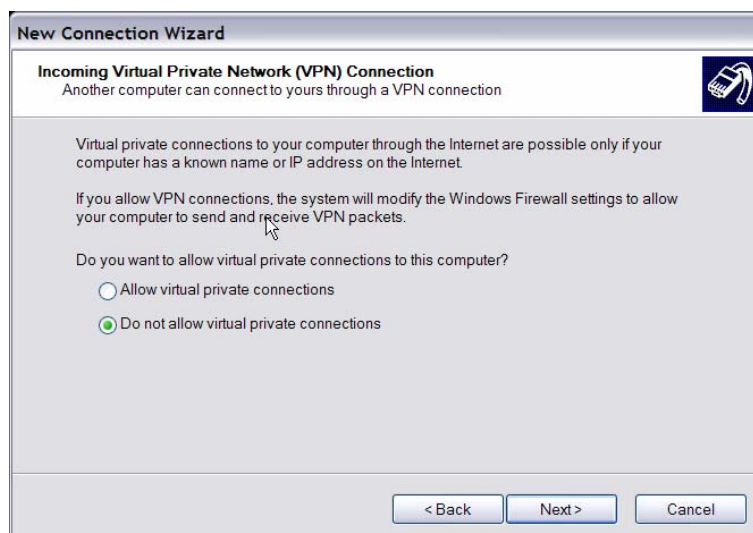 New Connection Wizard
Incoming Virtual Private Network (VPN) Connection
Another computer can connect to yours through a VPN connection
Virtual private connections to your computer through the Internet are possible only if your
computer has a known name or IP address on the Internet.
If you allow VPN connections, the system will modify the Windows Firewall settings to allow
your computer to send and receive VPN packets.
Do you want to allow virtual private connections to this computer?
Allow virtual private connections
Do not allow virtual private connections
< Back
Next >
Cancel